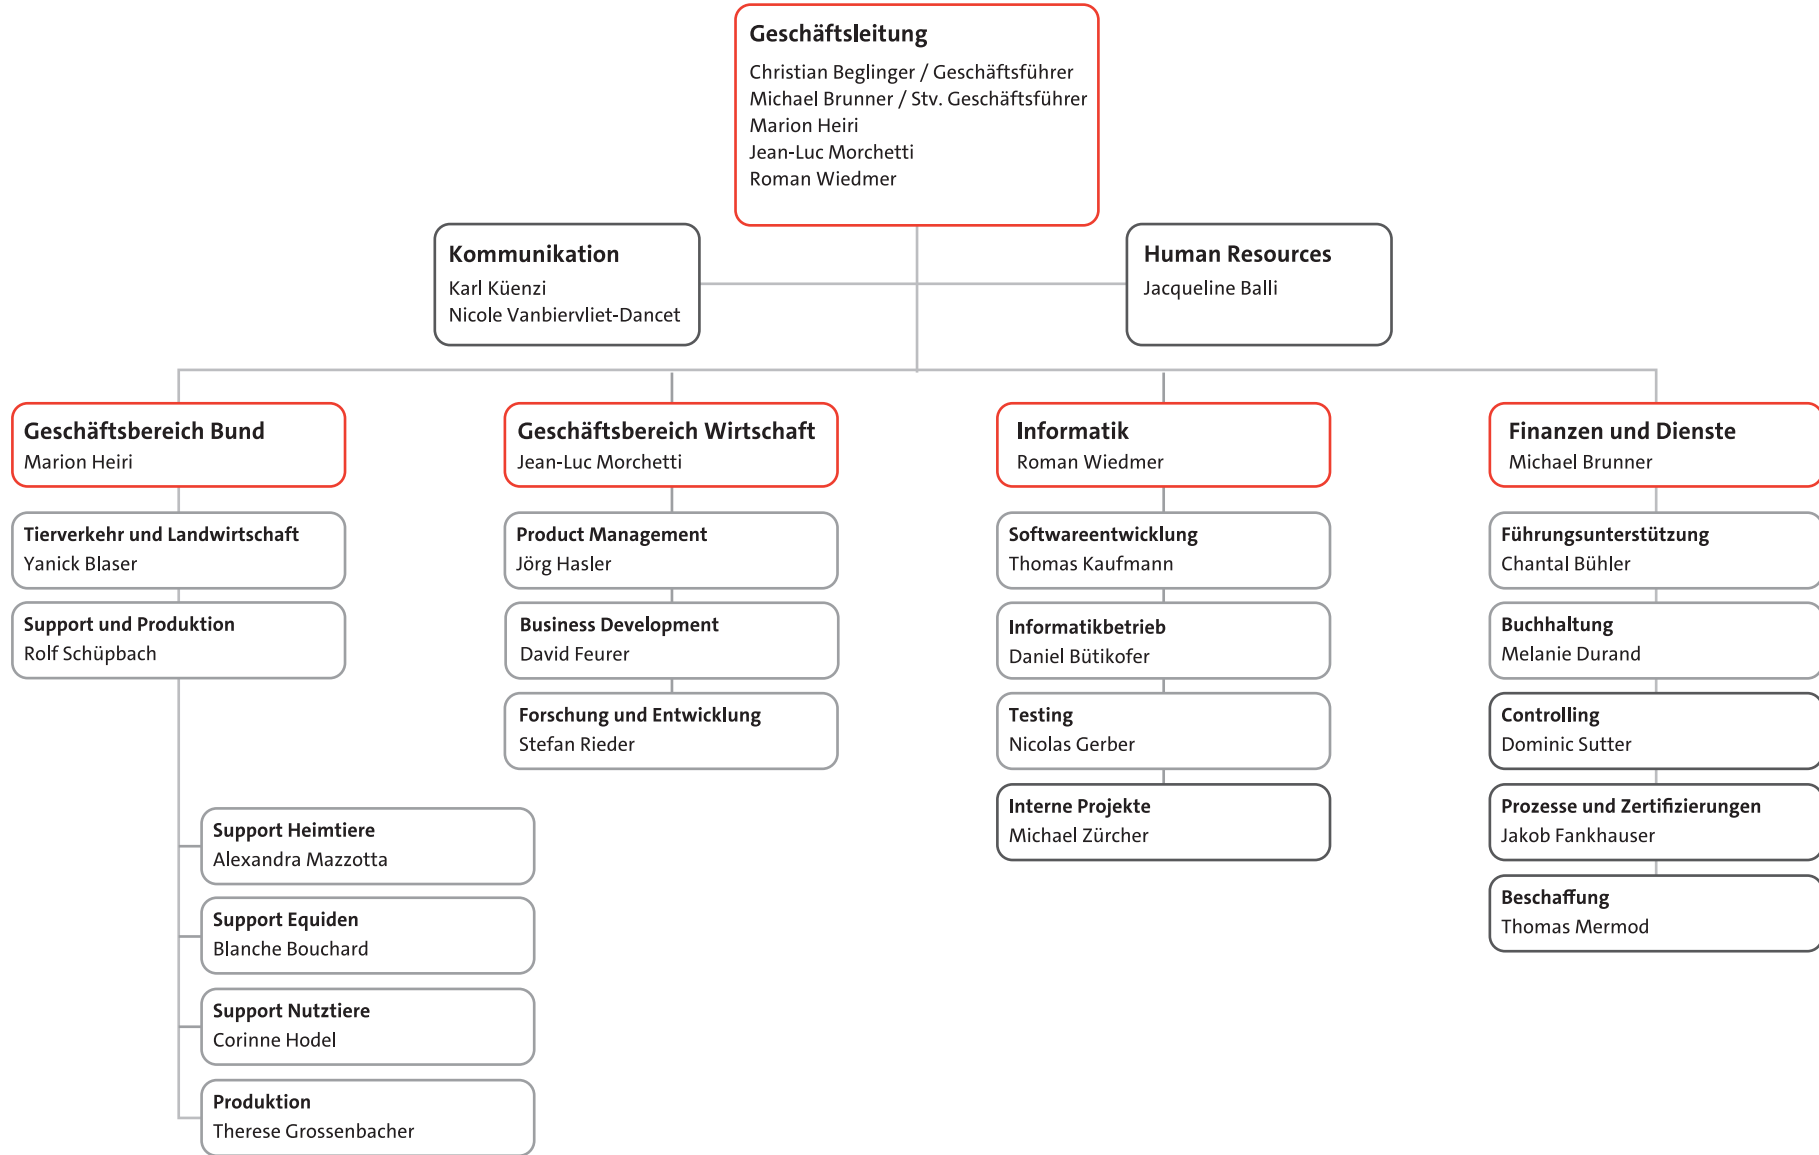 Geschäftsleitung
Christian Beglinger / Geschäftsführer
Michael Brunner / Stv. Geschäftsführer
Marion Heiri
Jean-Luc Morchetti
Roman Wiedmer
Kommunikation
Karl Küenzi
Nicole Vanbiervliet-Dancet
Human Resources
Jacqueline Balli
Geschäftsbereich Bund
Marion Heiri
Tierverkehr und Landwirtschaft
Yanick Blaser
Support und Produktion
Rolf Schüpbach
Support Heimtiere
Alexandra Mazzotta
Support Equiden
Blanche Bouchard
Support Nutztiere
Corinne Hodel
Produktion
Therese Grossenbacher
Geschäftsbereich Wirtschaft
Jean-Luc Morchetti
Product Management
Jörg Hasler
Business Development
David Feurer
Forschung und Entwicklung
Stefan Rieder
Informatik
Roman Wiedmer
Softwareentwicklung
Thomas Kaufmann
Informatikbetrieb
Daniel Bütikofer
Testing
Nicolas Gerber
Interne Projekte
Michael Zürcher
Finanzen und Dienste
Michael Brunner
Führungsunterstützung
Chantal Bühler
Buchhaltung
Melanie Durand
Controlling
Dominic Sutter
Prozesse und Zertifizierungen
Jakob Fankhauser
Beschaffung
Thomas Mermod